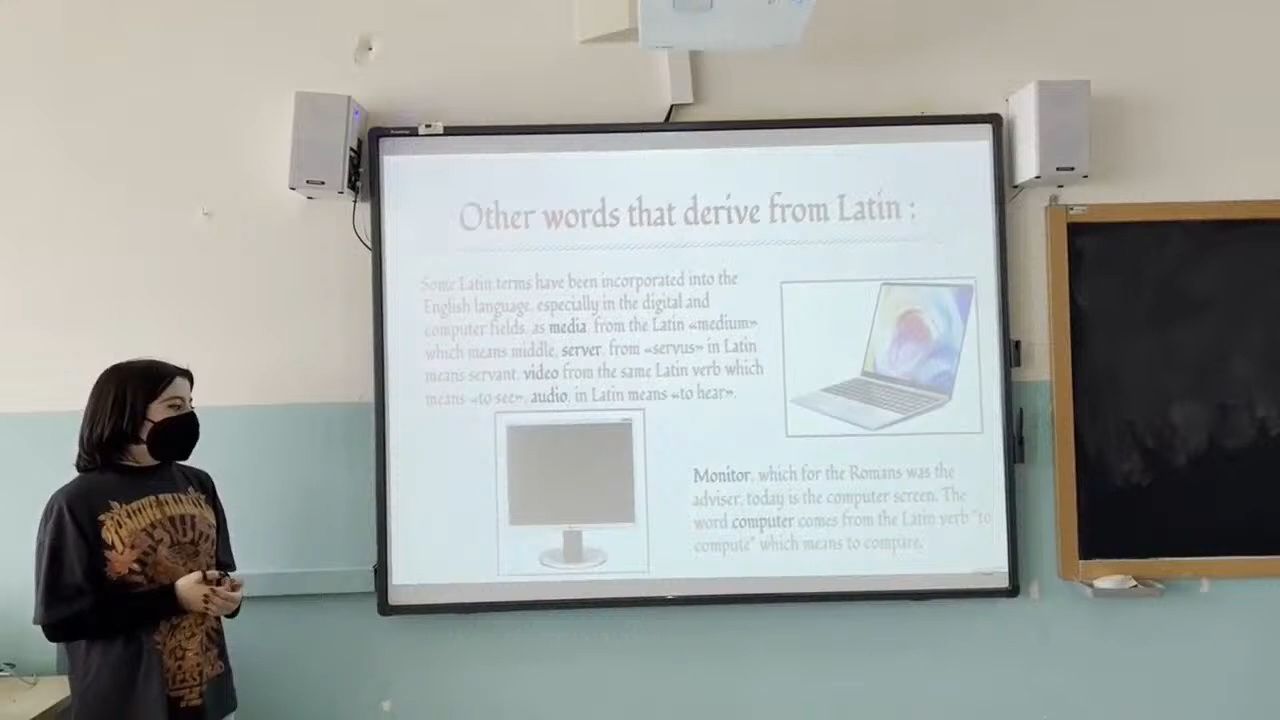 Other words that derive from Latin :
Some Latin terms have been incorporated into the
English language, especially in the digital and
computer fields, as media, from the Latin «medium»
which means middle, server, from «servus» in Latin
means servant, video from the same Latin verb which
means «to see», audio, in Latin means «to hear».
Monitor, which for the Romans was the
adviser, today is the computer screen. The
word computer comes from the Latin verb "to
compute" which means to compare.